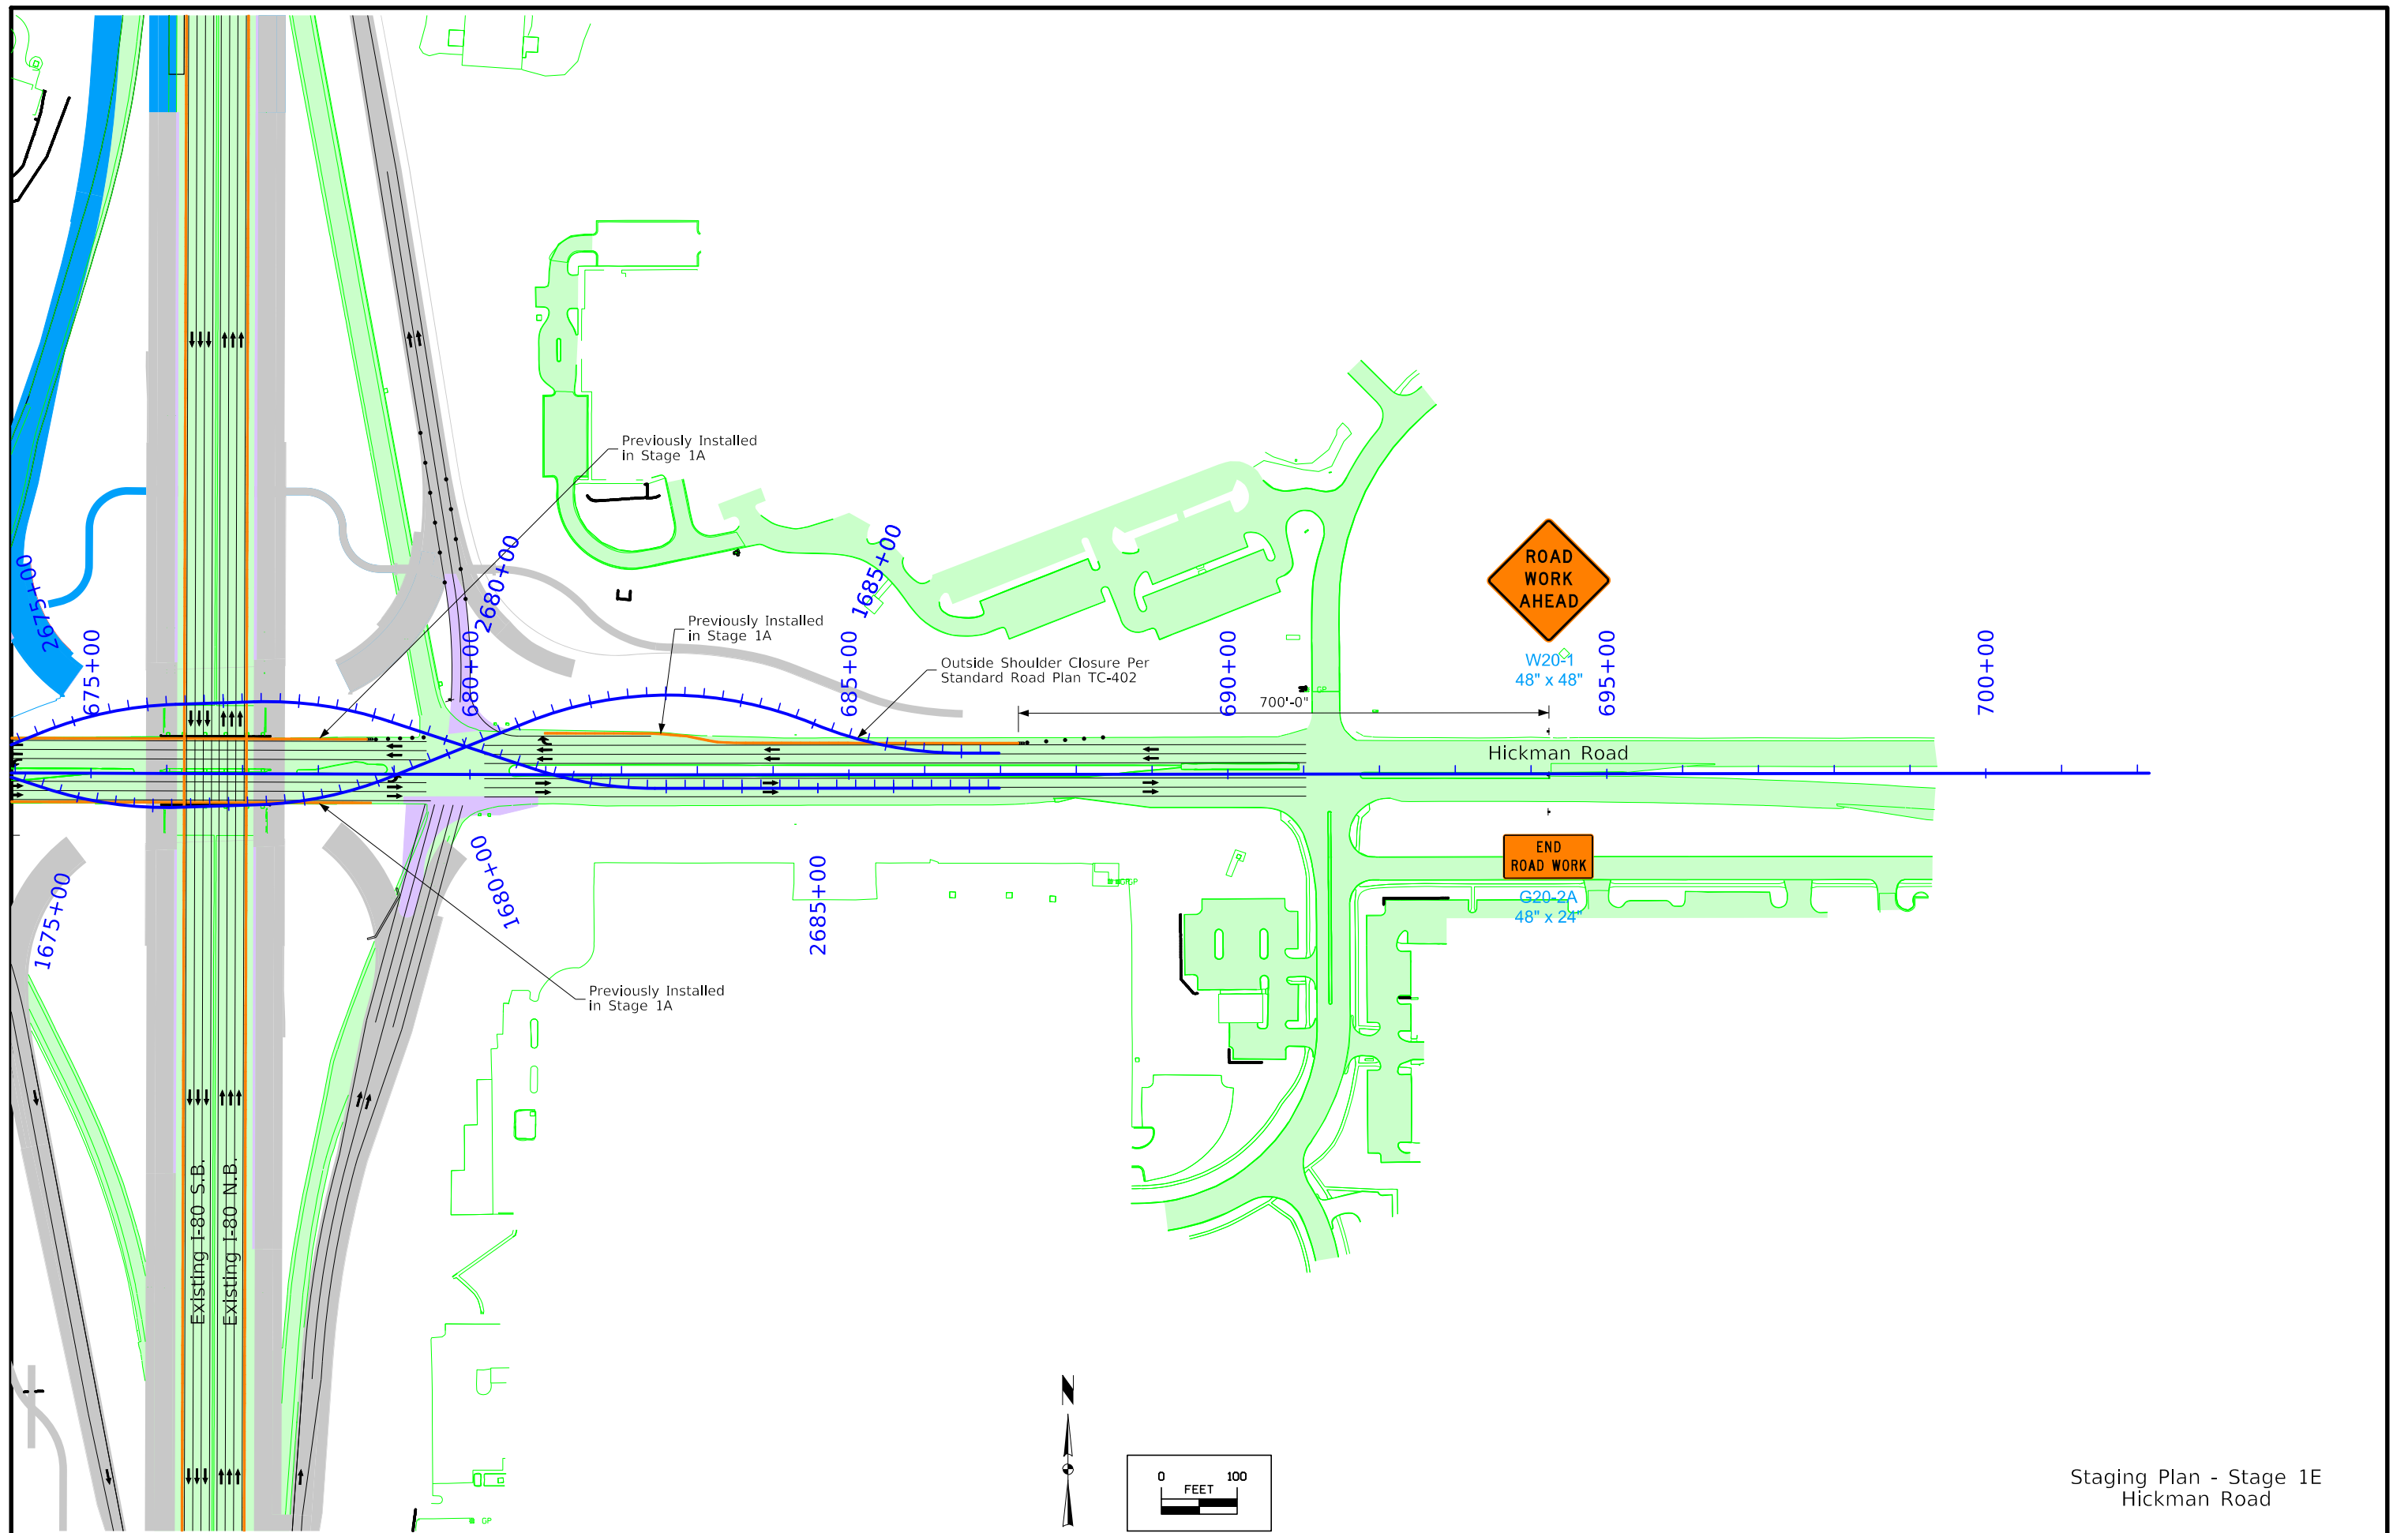 Previously Installed
in Stage 1A
Previously Installed
in Stage 1A
Outside Shoulder Closure Per
Standard Road Plan TC-402
ROAD
WORK
AHEAD
W20-1
48" x 48"
2675+00
675+00
2680+00
680+00
1685+00
685+00
690+00
695+00
700+00
GP
700'-0"
Hickman Road
END
ROAD WORK
G20-2A
48" x 24"
1675+00
1680+00
2685+00
GP
Previously Installed
in Stage 1A
Existing I-80 S.B.
Existing I-80 N.B.
N
0 100
FEET
GP
Staging Plan - Stage 1E
Hickman Road